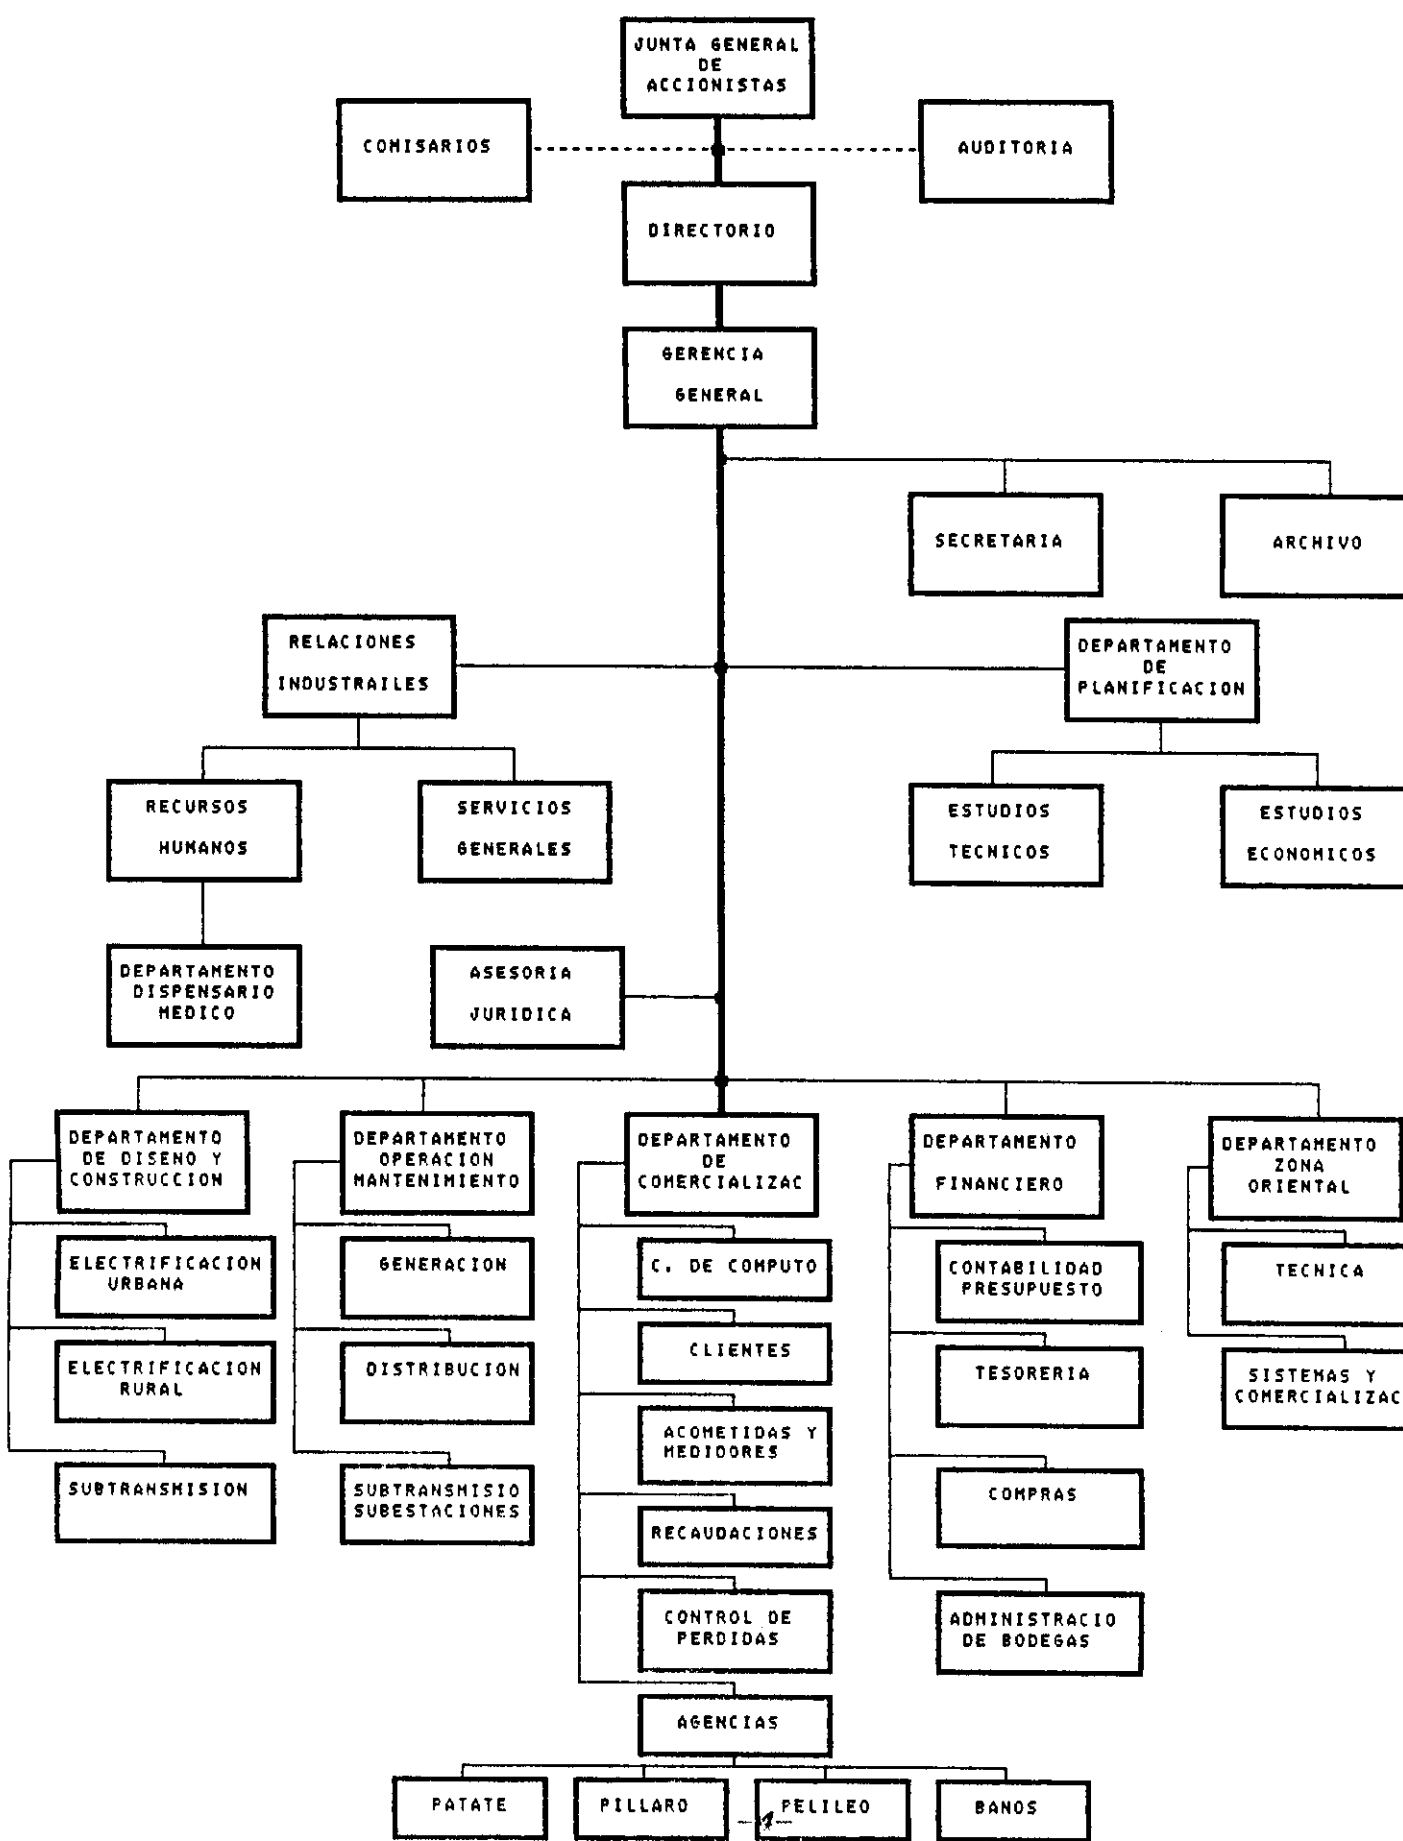 JUNTA GENERAL
DE
ACCIONISTAS
COMISARIOS
AUDITORIA
DIRECTORIO
GERENCIA
GENERAL
SECRETARIA
ARCHIVO
RELACIONES
INDUSTRAILES
DEPARTAMENTO
DE
PLANIFICACION
RECURSOS
HUMANOS
SERVICIOS
GENERALES
ESTUDIOS
TECNICOS
ESTUDIOS
ECONOMICOS
DEPARTAMENTO
DISPENSARIO
MEDICO
ASESORIA
JURIDICA
DEPARTAMENTO
DE DISENO Y
CONSTRUCCION
DEPARTAMENTO
OPERACION
MANTENIMIENTO
DEPARTAMENTO
DE
COMERCIALIZAC
DEPARTAMENTO
FINANCIERO
DEPARTAMENTO
ZONA
ORIENTAL
ELECTRIFICACION
URBANA
ELECTRIFICACION
RURAL
SUBTRANSMISION
GENERACION
DISTRIBUCION
SUBTRANSMISIO
SUBESTACIONES
C. DE COMPUTO
CLIENTES
ACOMETIDAS Y
MEDIDORES
RECAUDACIONES
CONTROL DE
PERDIDAS
AGENCIAS
CONTABILIDAD
PRESUPUESTO
TESORERIA
COMPRAS
ADMINISTRACIO
DE BODEGAS
TECNICA
SISTEMAS Y
COMERCIALIZAC
PATATE
PILLARO
PELILEO
BANOS